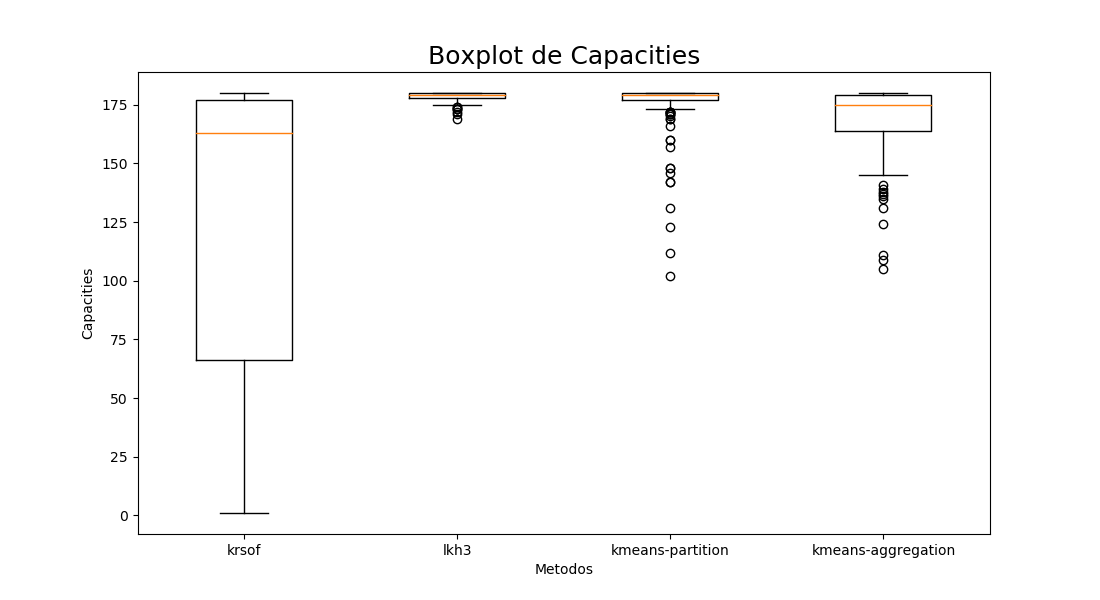 Boxplot de Capacities
Capacities
175
150
125
100
75
50
25
0
krsof lkh3 kmeans-partition kmeans-aggregation
Metodos